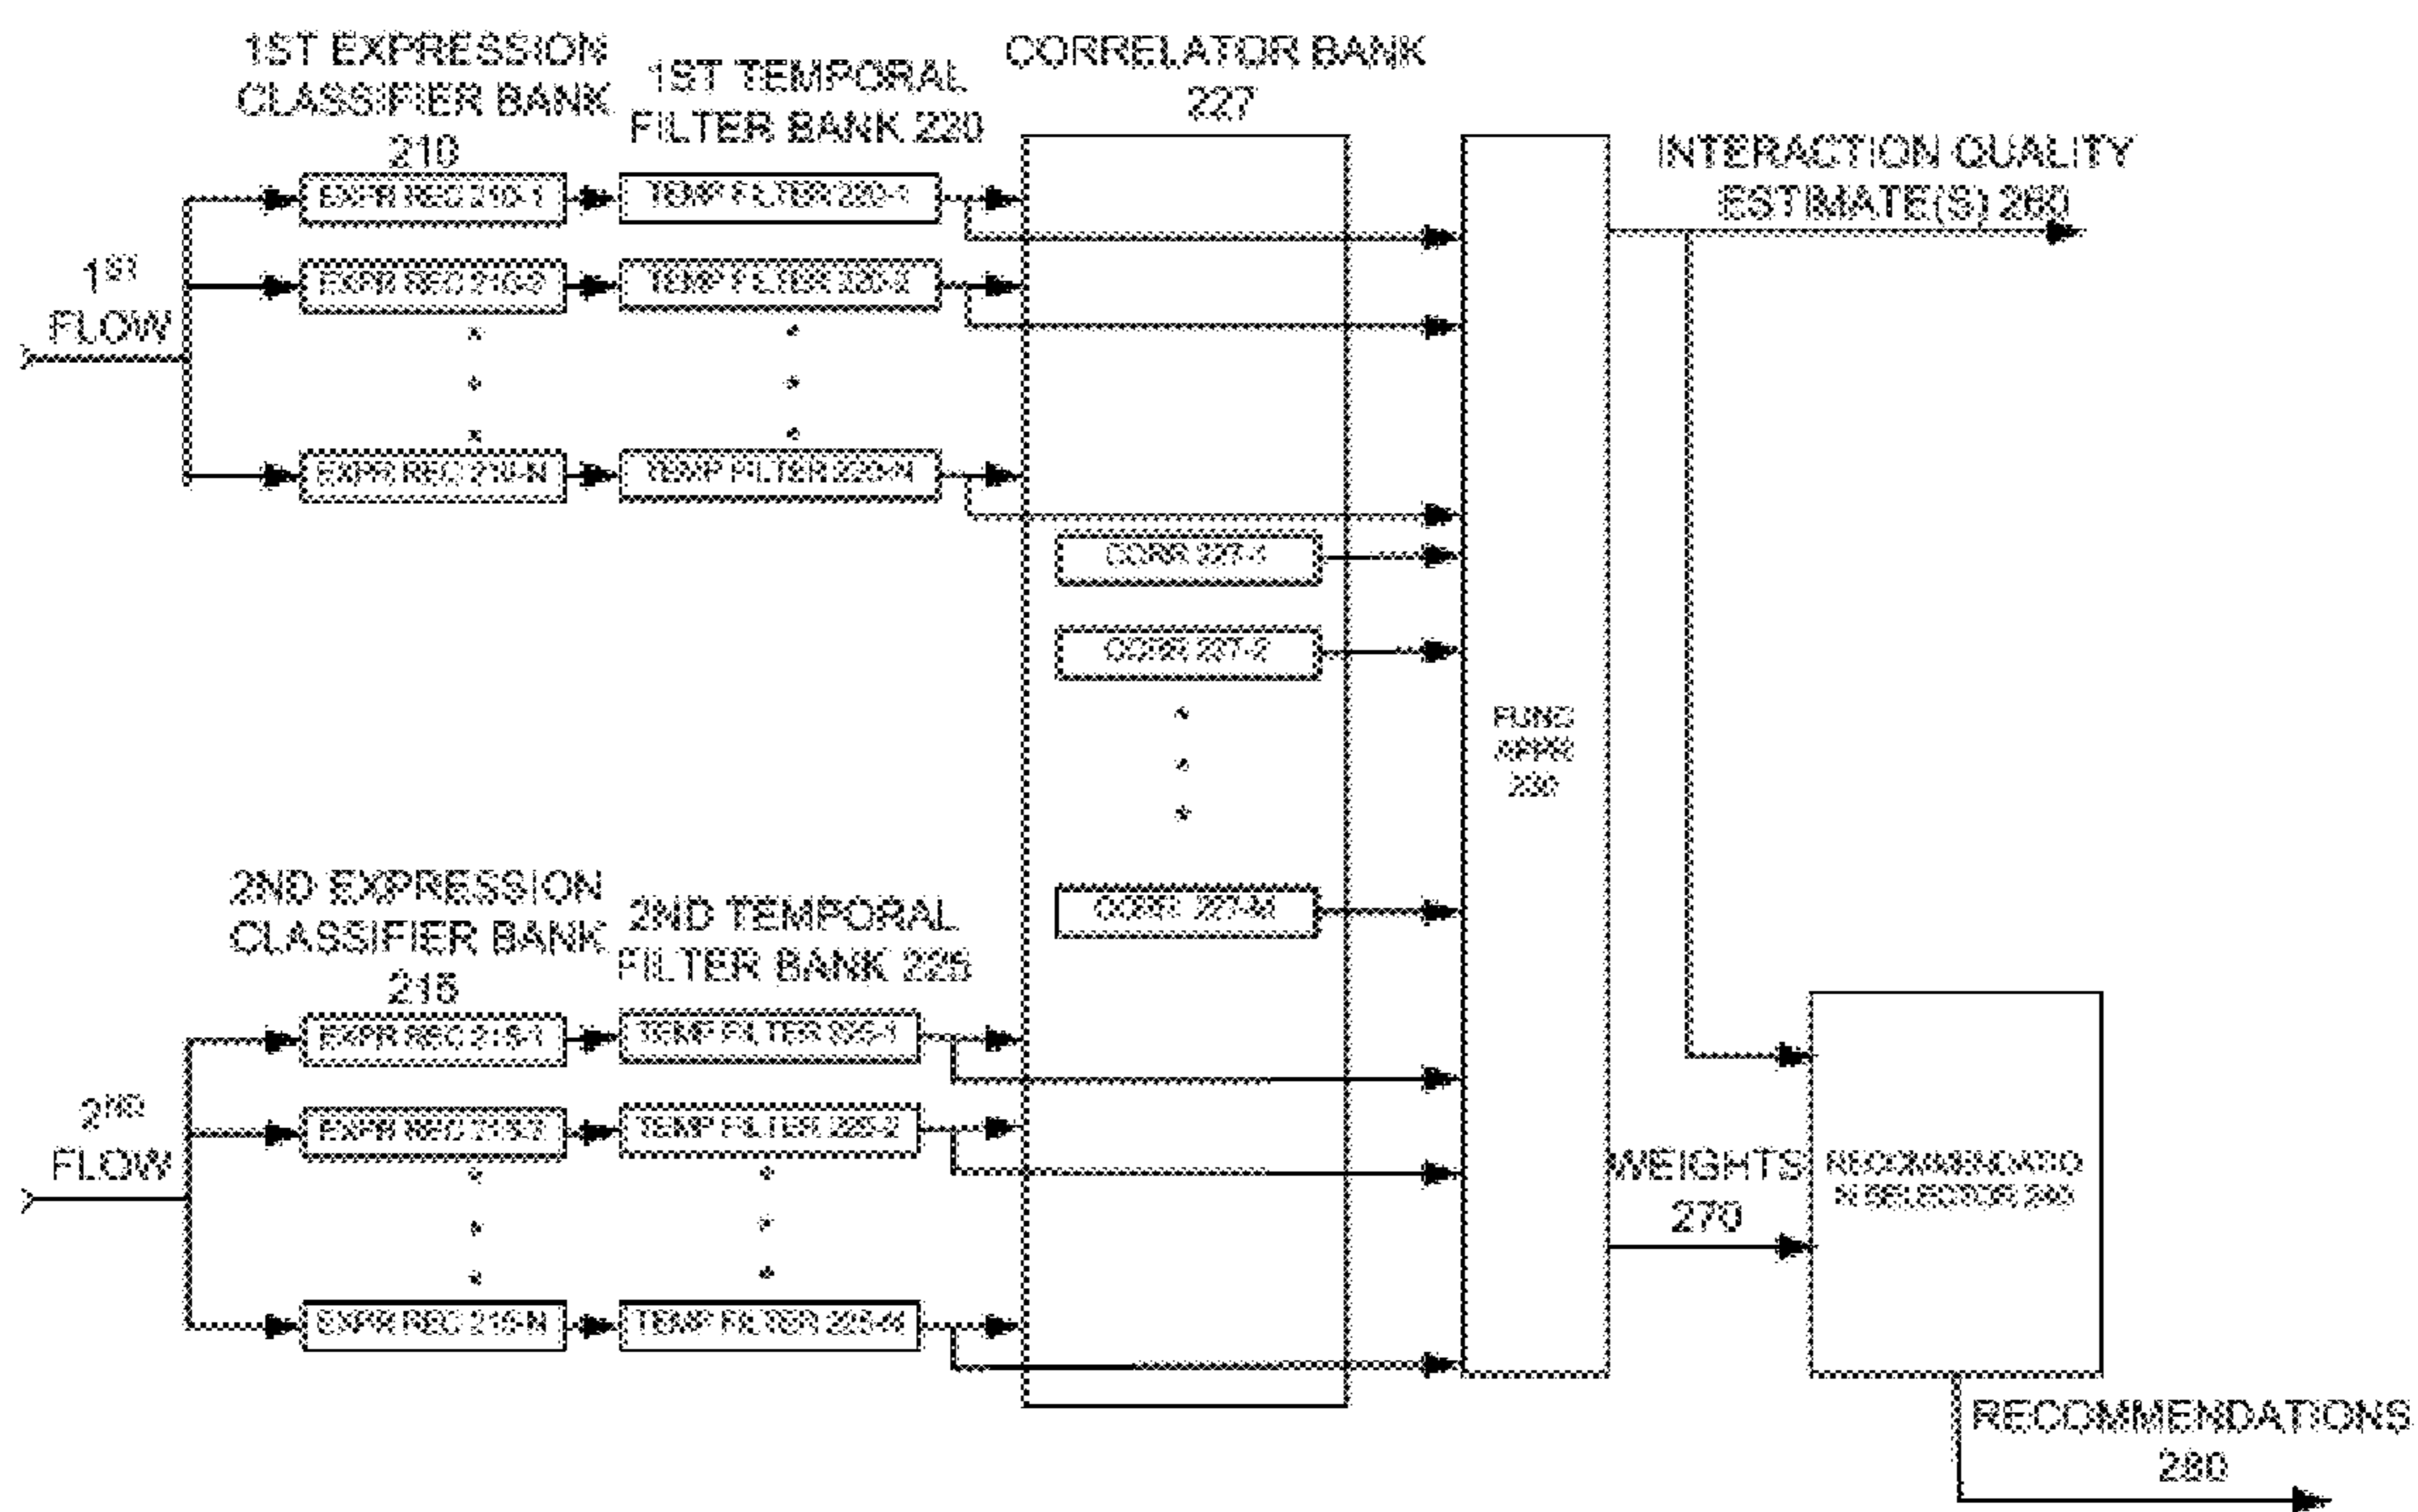 1ST EXPRESSION
CLASSIFIER BANK
210
1ST TEMPORAL
FILTER BANK 220
CORRELATOR BANK
227
INTERACTION QUALITY
ESTIMATE(S) 260
1ST
FLOW
EXPR REC 210-1
TEMP FILTER 220-1
EXPR REC 210-2
TEMP FILTER 220-2
EXPR REC 210-N
TEMP FILTER 220-N
CORR 227-1
CORR 227-2
CORR 227-M
FUNC
APPR
230
2ND EXPRESSION
CLASSIFIER BANK
215
2ND TEMPORAL
FILTER BANK 225
2ND
FLOW
EXPR REC 215-1
TEMP FILTER 225-1
EXPR REC 215-2
TEMP FILTER 225-2
EXPR REC 215-N
TEMP FILTER
WEIGHTS
270
RECOMMENDATIO
N SELECTOR 240
RECOMMENDATIONS
280